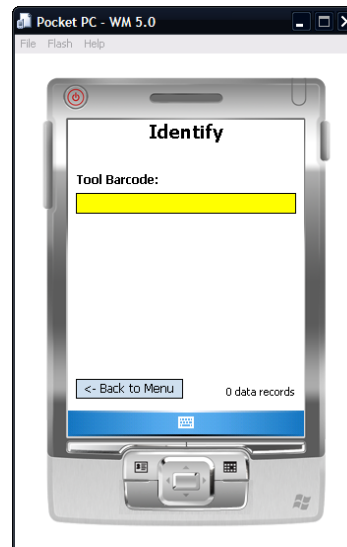 Pocket PC - WM 5.0
File Flash Help
Identify
Tool Barcode:
<- Back to Menu
0 data records